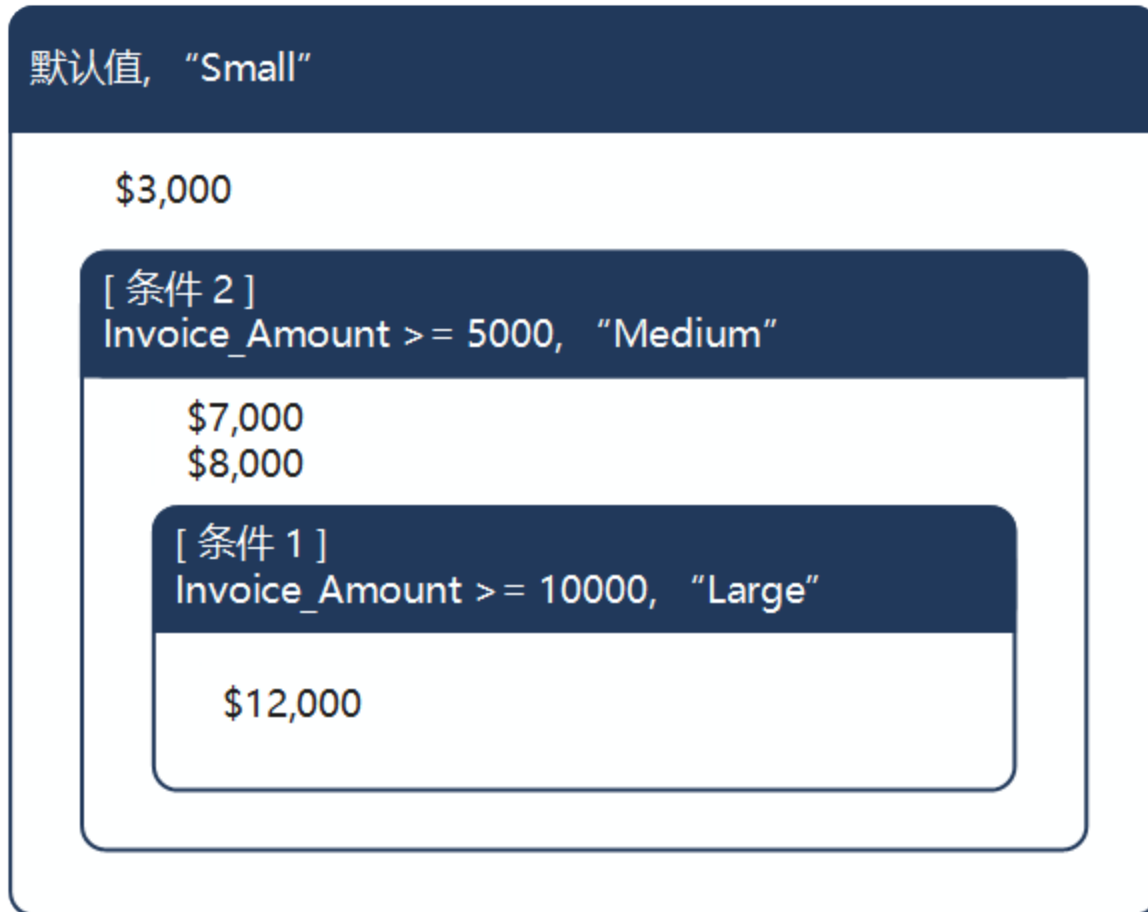 默认值, “Small”
$3,000
[ 条件 2 ]
Invoice_Amount >= 5000, “Medium”
$7,000
$8,000
[ 条件 1 ]
Invoice_Amount >= 10000, “Large”
$12,000